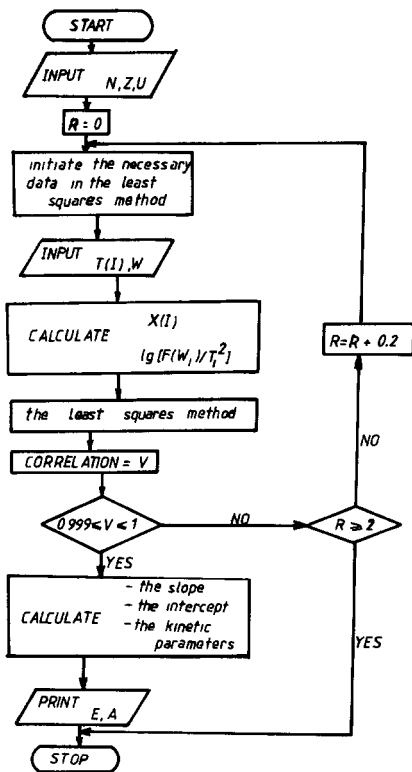 START
INPUT
N,Z,U
R = 0
initiate the necessary
data in the least
squares method
INPUT
T(I),W
CALCULATE
X(I)
lg [F(W_i)/T_i^2]
the least squares method
CORRELATION = V
0.999 ≤ V ≤ 1
NO
R ≥ 2
NO
R = R + 0.2
YES
CALCULATE
- the slope
- the intercept
- the kinetic
parameters
YES
PRINT
E, A
STOP